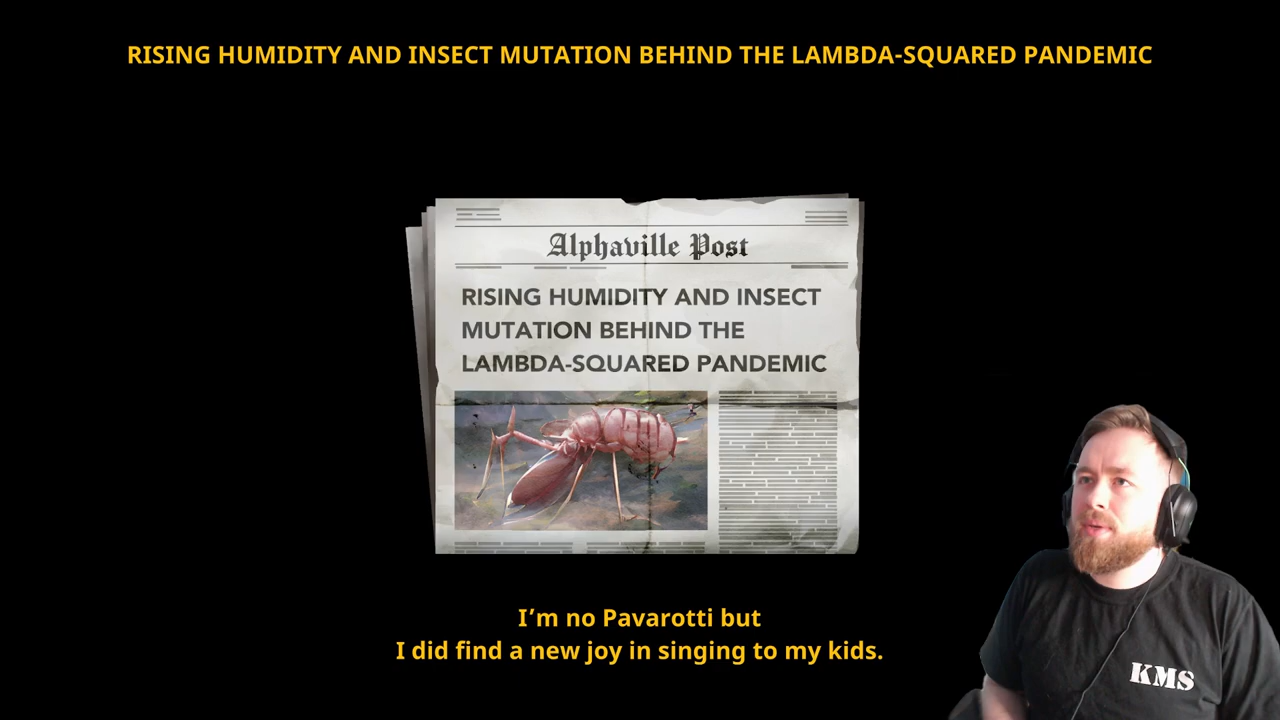 RISING HUMIDITY AND INSECT MUTATION BEHIND THE LAMBDA-SQUARED PANDEMIC
Alphaville Post
RISING HUMIDITY AND INSECT
MUTATION BEHIND THE
LAMBDA-SQUARED PANDEMIC
I’m no Pavarotti but
I did find a new joy in singing to my kids.
KMS